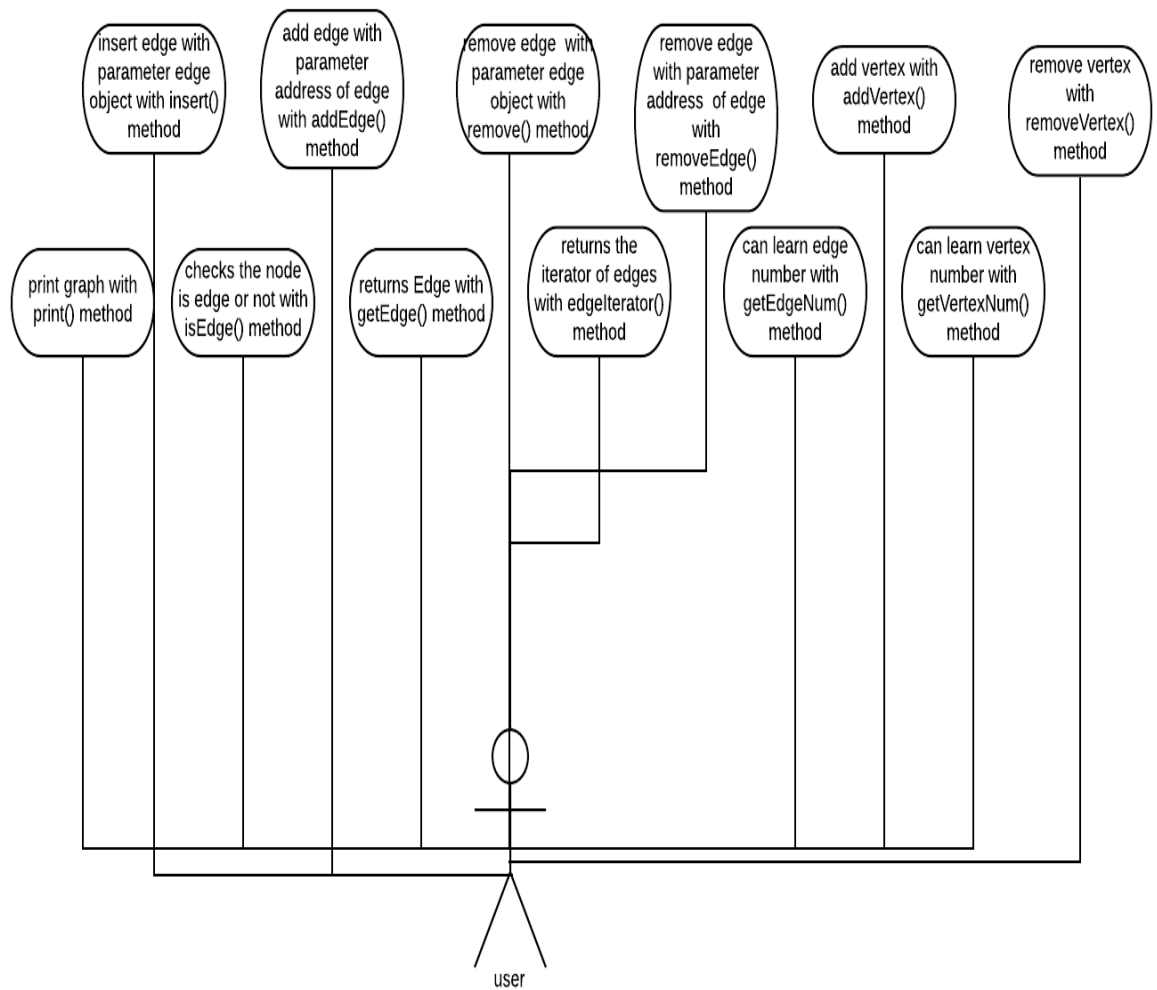 insert edge with
parameter edge
object with insert()
method
add edge with
parameter
address of edge
with addEdge()
method
remove edge with
parameter edge
object with
remove() method
remove edge
with parameter
address of edge
with
removeEdge()
method
add vertex with
addVertex()
method
remove vertex
with
removeVertex()
method
print graph with
print() method
checks the node
is edge or not with
isEdge() method
returns Edge with
getEdge() method
returns the
iterator of edges
with edgeIterator()
method
can learn edge
number with
getEdgeNum()
method
can learn vertex
number with
getVertexNum()
method
user